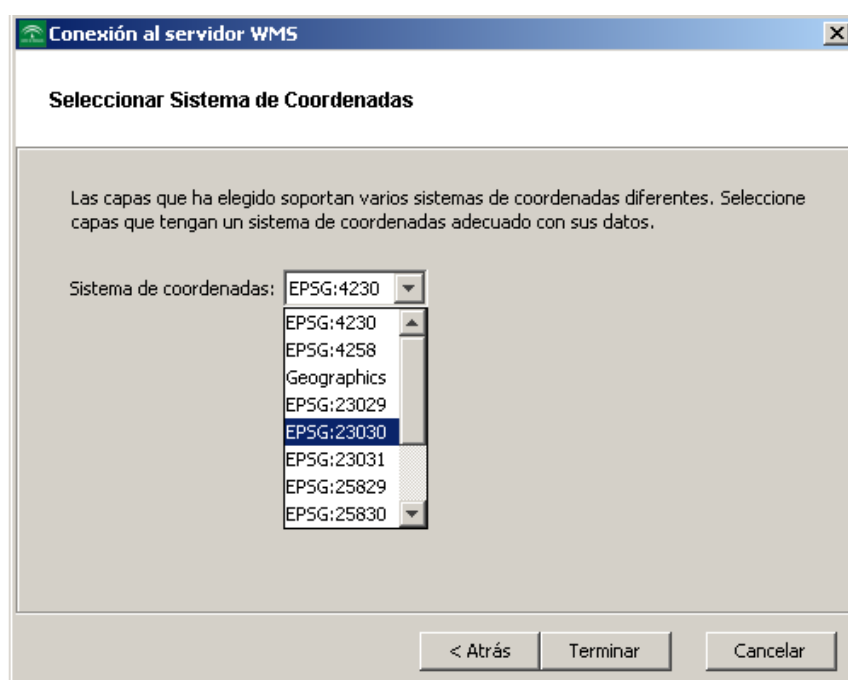 Conexión al servidor WMS
Seleccionar Sistema de Coordenadas
Las capas que ha elegido soportan varios sistemas de coordenadas diferentes. Seleccione
capas que tengan un sistema de coordenadas adecuado con sus datos.
Sistema de coordenadas: EPSG:4230
EPSG:4230
EPSG:4258
Geographics
EPSG:23029
EPSG:23030
EPSG:23031
EPSG:25829
EPSG:25830
< Atrás Terminar Cancelar